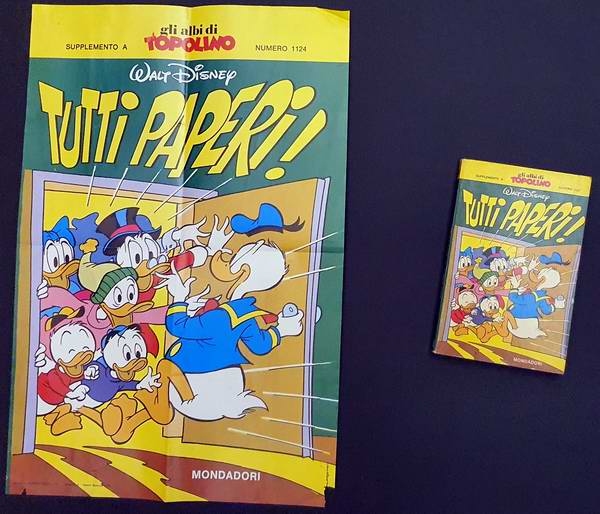 gli albi di
SUPPLEMENTO A TOPOLINO NUMERO 1124
WALT DISNEY
TUTTI PAPERI!
MONDADORI
gli albi di
SUPPLEMENTO A TOPOLINO
WALT DISNEY
TUTTI PAPERI!
MONDADORI